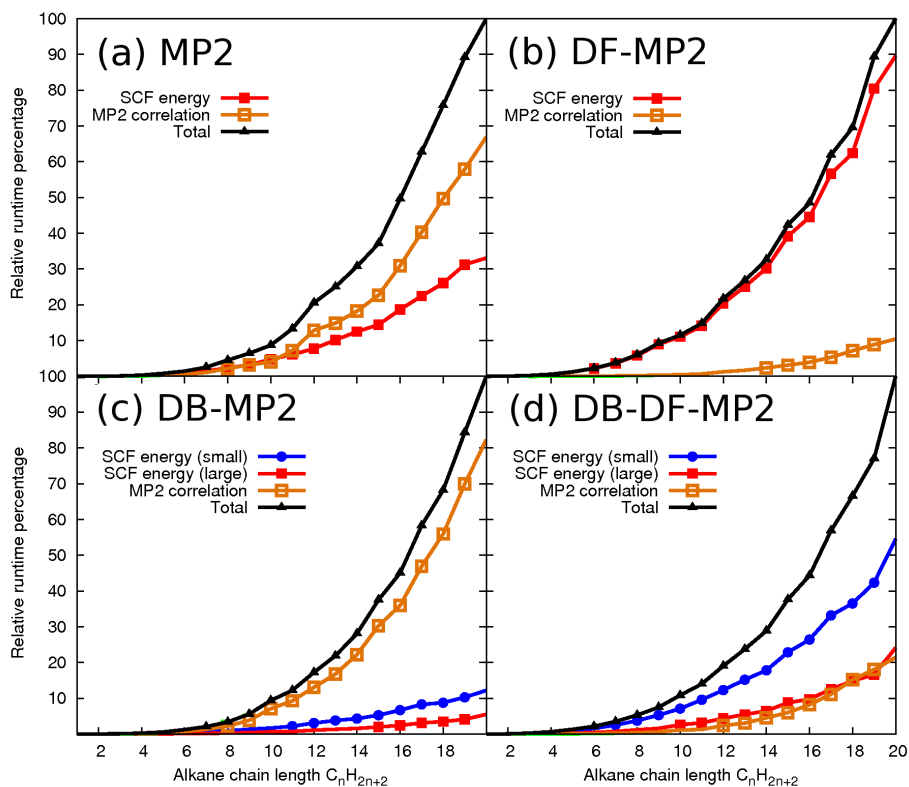 100
90
80
70
60
50
40
30
20
10
Relative runtime percentage
(a) MP2
SCF energy
MP2 correlation
Total
(b) DF-MP2
SCF energy
MP2 correlation
Total
100
90
80
70
60
50
40
30
20
10
Relative runtime percentage
(c) DB-MP2
SCF energy (small)
SCF energy (large)
MP2 correlation
Total
2 4 6 8 10 12 14 16 18
Alkane chain length CnH2n+2
(d) DB-DF-MP2
SCF energy (small)
SCF energy (large)
MP2 correlation
Total
2 4 6 8 10 12 14 16 18 20
Alkane chain length CnH2n+2